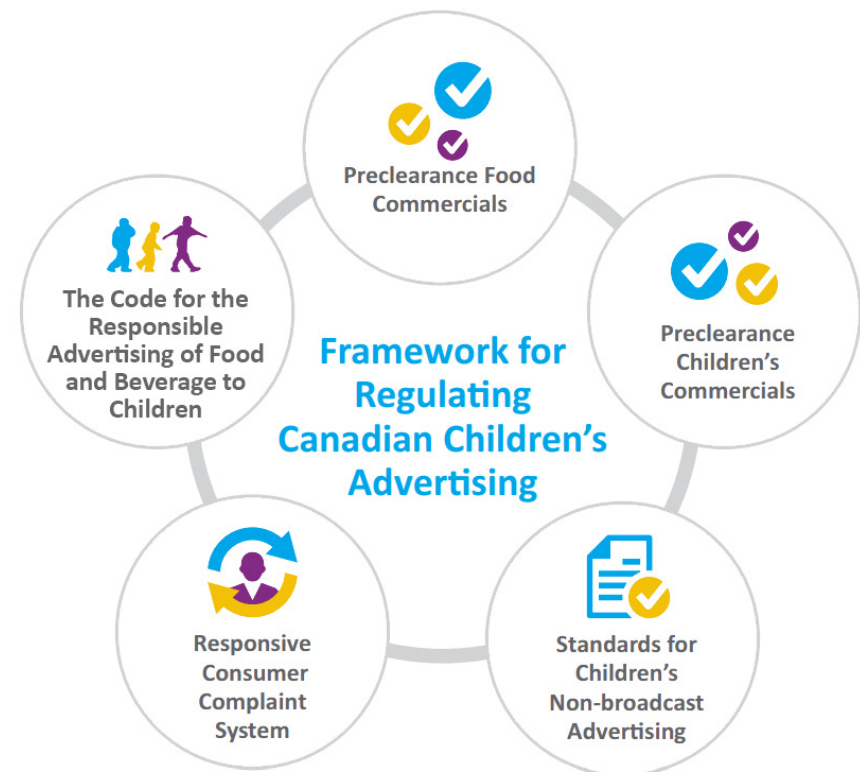 Preclearance Food
Commercials
Preclearance
Children's
Commercials
Standards for
Children's
Non-broadcast
Advertising
Responsive
Consumer
Complaint
System
The Code for the
Responsible
Advertising of Food
and Beverage to
Children
Framework for
Regulating
Canadian Children's
Advertising